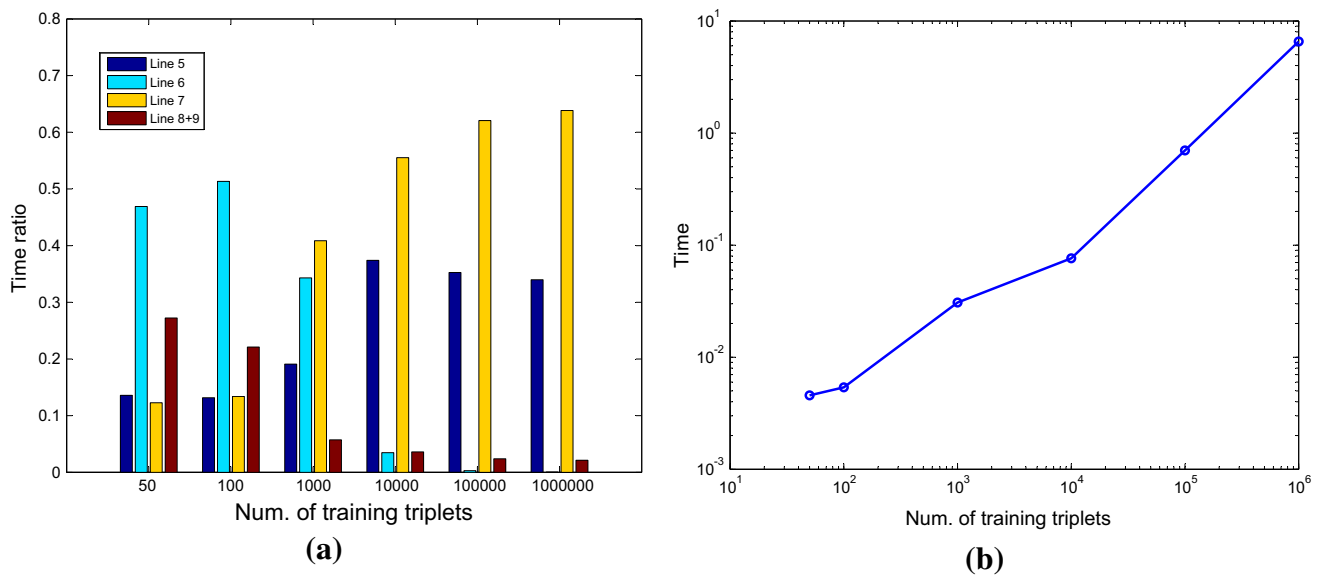 0.8
0.7
0.6
0.5
0.4
0.3
0.2
0.1
0
Time ratio
Line 5
Line 6
Line 7
Line 8+9
50 100 1000 10000 100000 1000000
Num. of training triplets
(a)
10^1
10^0
10^-1
10^-2
10^-3
Time
10^1 10^2 10^3 10^4 10^5 10^6
Num. of training triplets
(b)